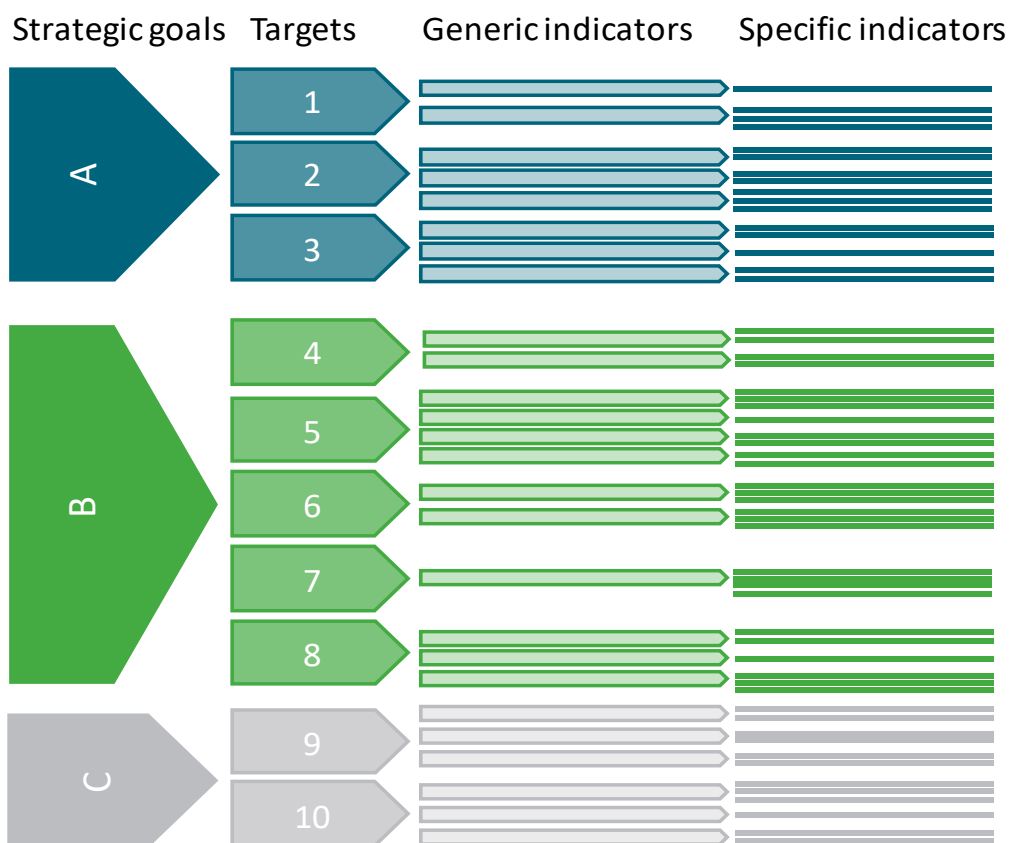 Strategic goals Targets Generic indicators Specific indicators
A
1
2
3
B
4
5
6
7
8
C
9
10